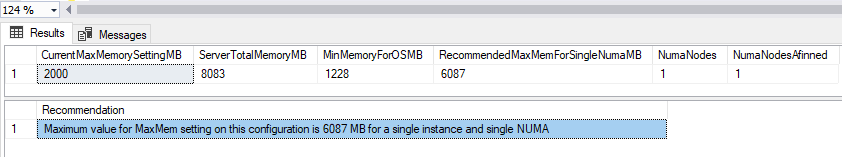 124 %
Results Messages
CurrentMaxMemorySettingMB ServerTotalMemoryMB MinMemoryForOSMB RecommendedMaxMemForSingleNumaMB NumaNodes NumaNodesAfinned
1 2000 8083 1228 6087 1 1
Recommendation
1 Maximum value for MaxMem setting on this configuration is 6087 MB for a single instance and single NUMA